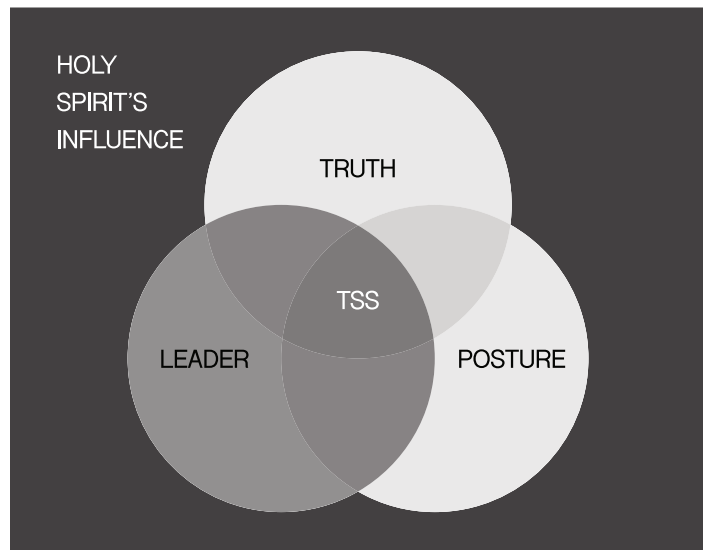 HOLY
SPIRIT’S
INFLUENCE
TRUTH
TSS
LEADER
POSTURE